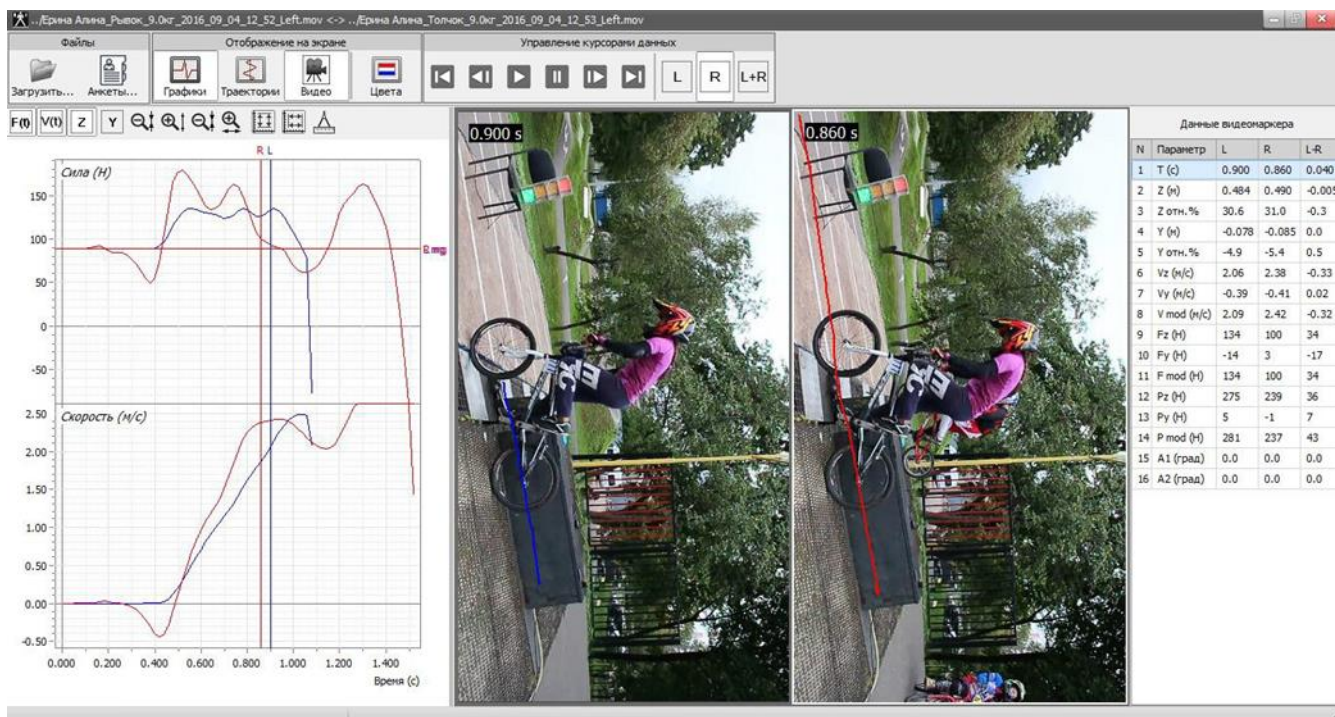 ../Ерина Алина_Рывок_9.0кг_2016_09_04_12_52_Left.mov <-> ../Ерина Алина_Толчок_9.0кг_2016_09_04_12_53_Left.mov
Файлы
Отображение на экране
Управление курсорами данных
Загрузить... Анкеты... Графики Траектории Видео Цвета
L R L+R
F(t) V(t) Z Y
R L
Сила (Н)
150
100
mg
50
0
-50
2.50
Скорость (м/с)
2.00
1.50
1.00
0.50
0.00
-0.50
0.000 0.200 0.400 0.600 0.800 1.000 1.200 1.400
Время (с)
0.900 s
0.860 s
Данные видеомаркера
N Параметр L R L-R
1 T (с) 0.900 0.860 0.040
2 Z (м) 0.484 0.490 -0.005
3 Z отн.% 30.6 31.0 -0.3
4 Y (м) -0.078 -0.085 0.0
5 Y отн.% -4.9 -5.4 0.5
6 Vz (м/с) 2.06 2.38 -0.33
7 Vy (м/с) -0.39 -0.41 0.02
8 V mod (м/с) 2.09 2.42 -0.32
9 Fz (Н) 134 100 34
10 Fy (Н) -14 3 -17
11 F mod (Н) 134 100 34
12 Pz (Н) 275 239 36
13 Py (Н) 5 -1 7
14 P mod (Н) 281 237 43
15 A1 (град) 0.0 0.0 0.0
16 A2 (град) 0.0 0.0 0.0